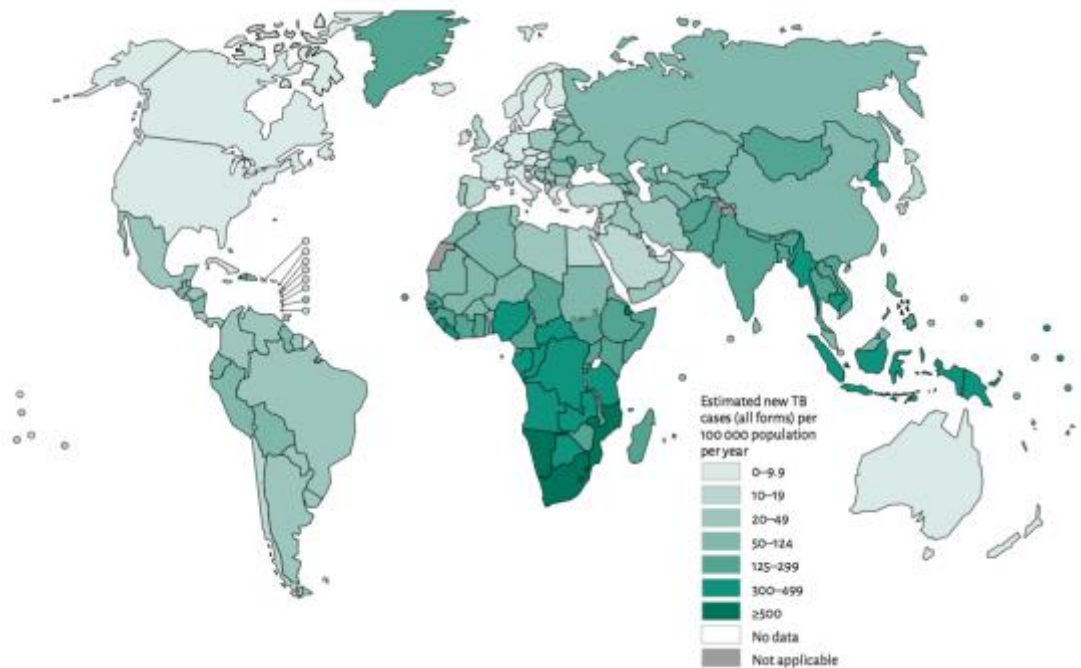 Estimated new TB
cases (all forms) per
100 000 population
per year
0–9.9
10–19
20–49
50–124
125–299
300–499
≥500
No data
Not applicable